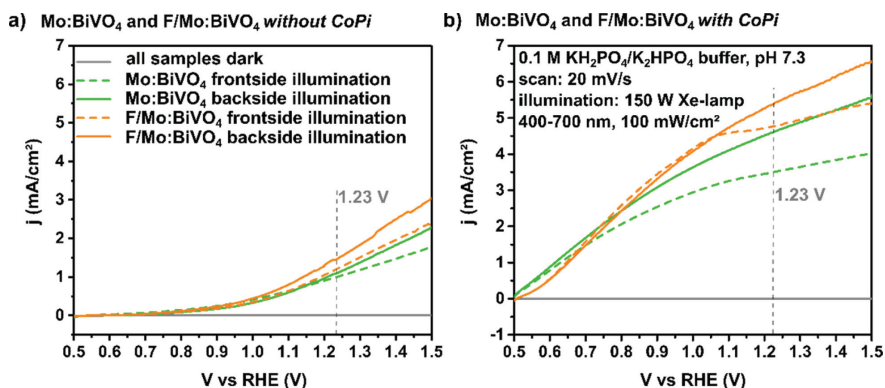 a) Mo:BiVO₄ and F/Mo:BiVO₄ without CoPi
7
6
5
4
3
2
1
0
j (mA/cm²)
all samples dark
Mo:BiVO₄ frontside illumination
Mo:BiVO₄ backside illumination
F/Mo:BiVO₄ frontside illumination
F/Mo:BiVO₄ backside illumination
1.23 V
0.5 0.6 0.7 0.8 0.9 1.0 1.1 1.2 1.3 1.4 1.5
V vs RHE (V)
b) Mo:BiVO₄ and F/Mo:BiVO₄ with CoPi
7
6
5
4
3
2
1
0
-1
j (mA/cm²)
0.1 M KH₂PO₄/K₂HPO₄ buffer, pH 7.3
scan: 20 mV/s
illumination: 150 W Xe-lamp
400-700 nm, 100 mW/cm²
1.23 V
0.5 0.6 0.7 0.8 0.9 1.0 1.1 1.2 1.3 1.4 1.5
V vs RHE (V)